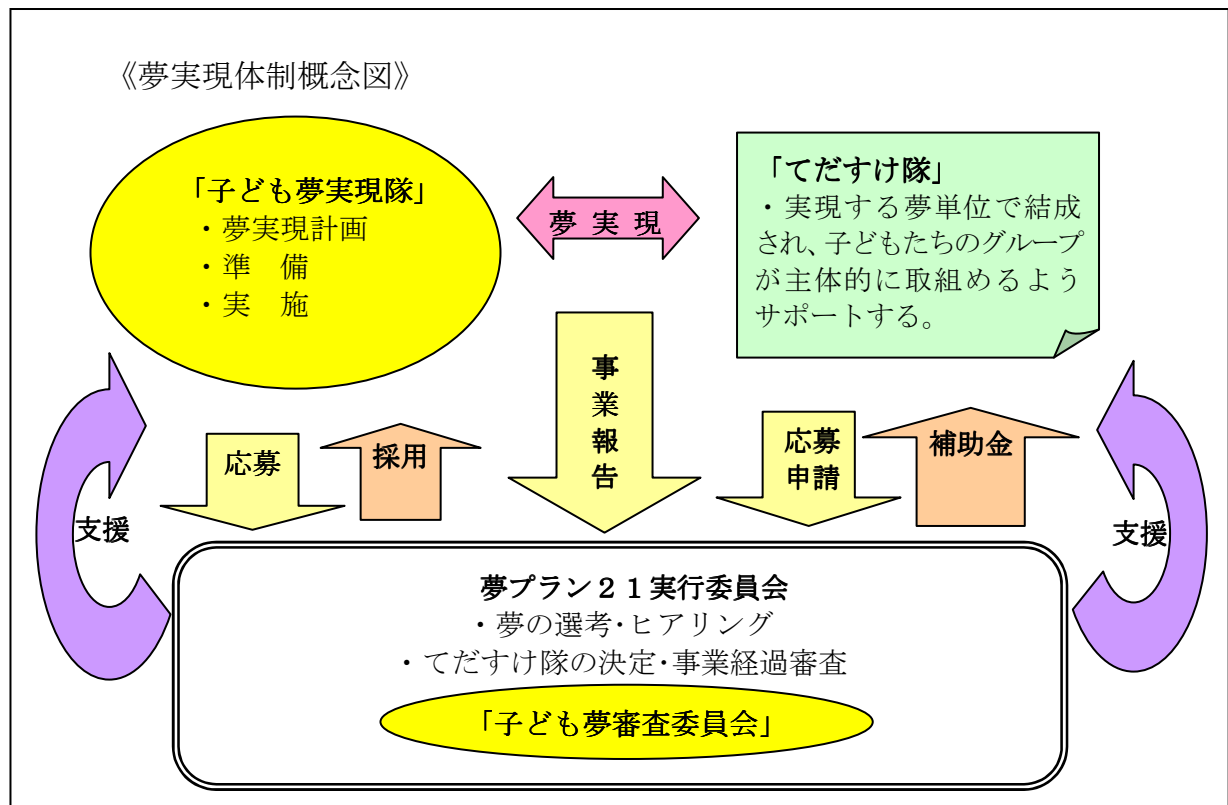 《夢実現体制概念図》
「子ども夢実現隊」
・夢実現計画
・準　備
・実　施
夢 実 現
「てだすけ隊」
・実現する夢単位で結成
され、子どもたちのグループ
が主体的に取組めるよう
サポートする。
支援
応募
採用
事
業
報
告
応募
申請
補助金
支援
夢プラン２１実行委員会
・夢の選考・ヒアリング
・てだすけ隊の決定・事業経過審査
「子ども夢審査委員会」